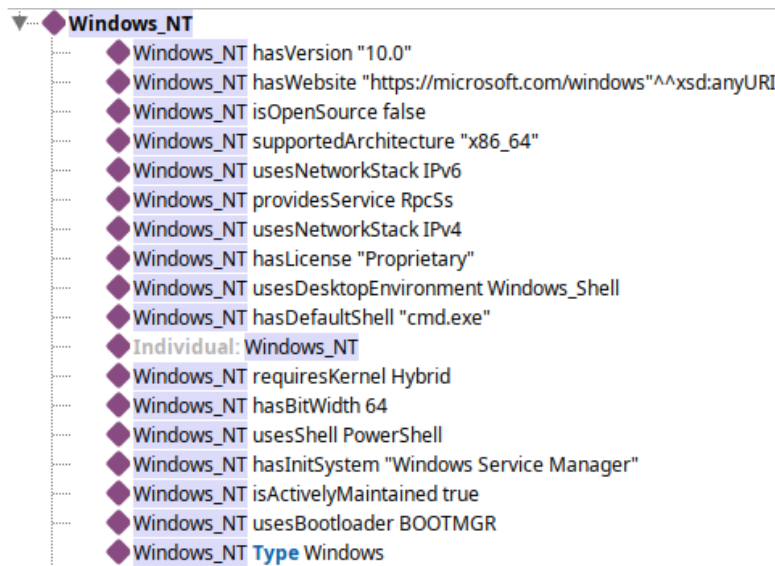 Windows_NT
Windows_NT hasVersion "10.0"
Windows_NT hasWebsite "https://microsoft.com/windows"^^xsd:anyURI
Windows_NT isOpenSource false
Windows_NT supportedArchitecture "x86_64"
Windows_NT usesNetworkStack IPv6
Windows_NT providesService RpcSs
Windows_NT usesNetworkStack IPv4
Windows_NT hasLicense "Proprietary"
Windows_NT usesDesktopEnvironment Windows_Shell
Windows_NT hasDefaultShell "cmd.exe"
Individual: Windows_NT
Windows_NT requiresKernel Hybrid
Windows_NT hasBitWidth 64
Windows_NT usesShell PowerShell
Windows_NT hasInitSystem "Windows Service Manager"
Windows_NT isActivelyMaintained true
Windows_NT usesBootloader BOOTMGR
Windows_NT Type Windows